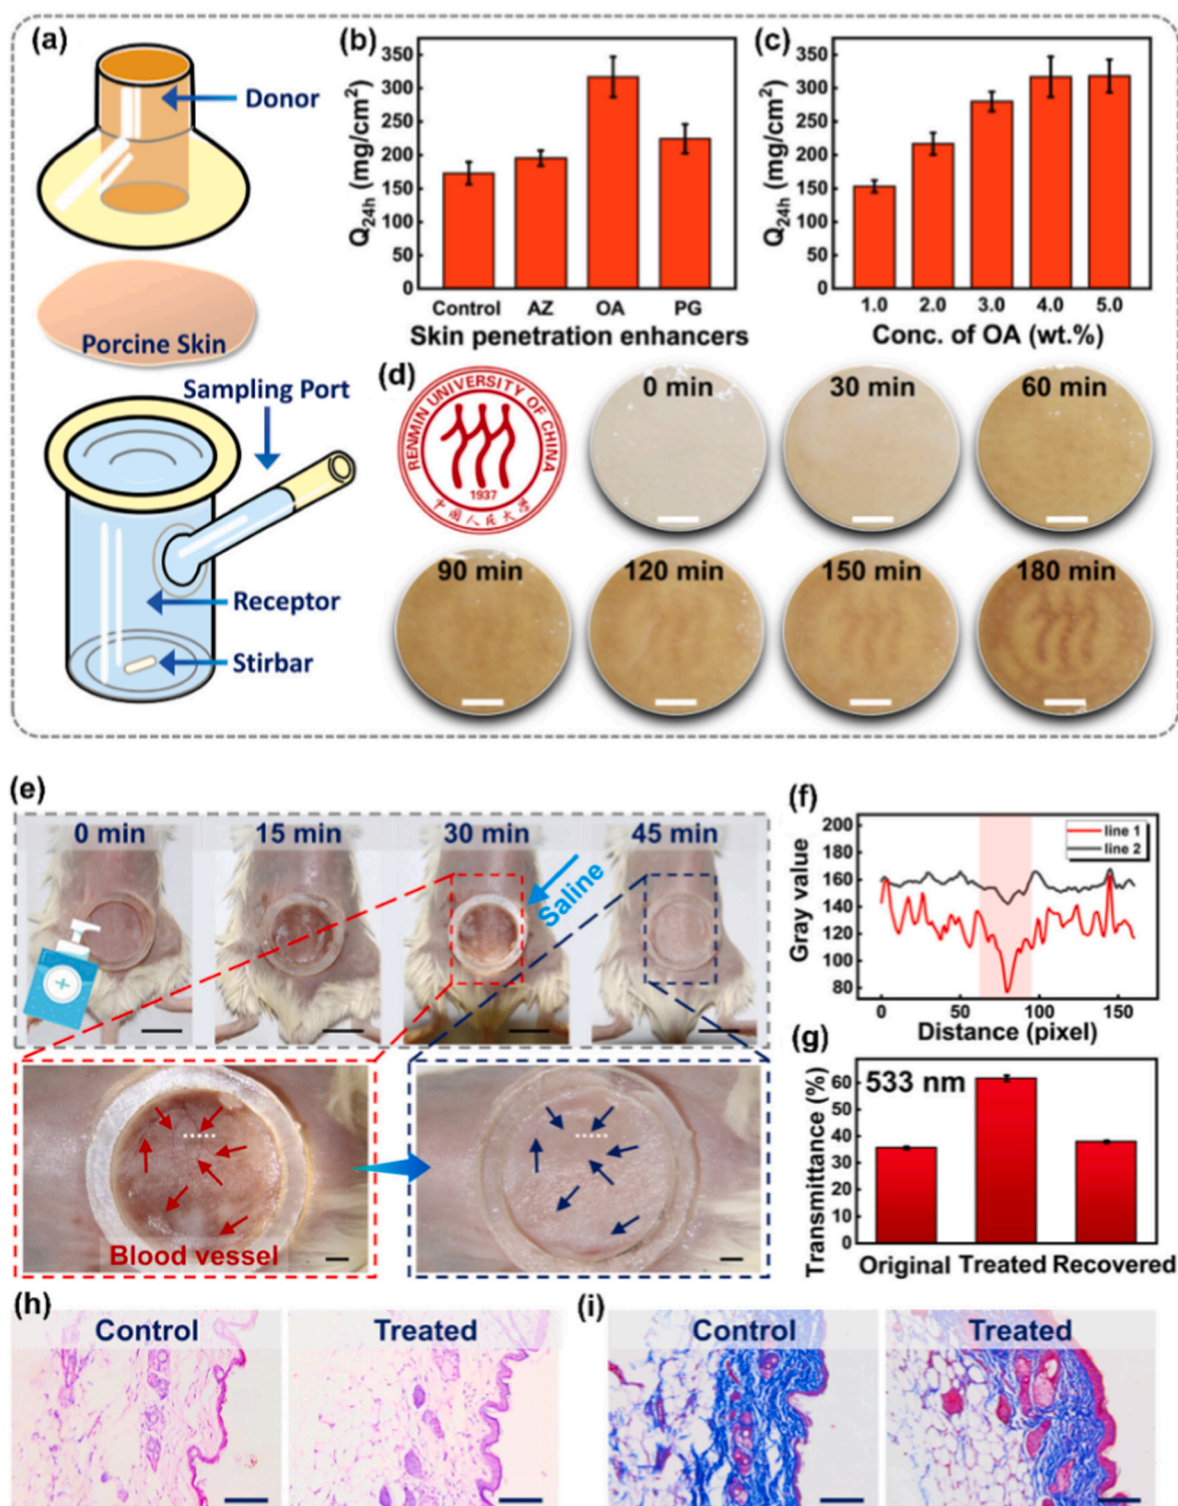 (a)
Donor
Porcine Skin
Sampling Port
Receptor
Stirbar
(b)
Q24h (mg/cm2)
350
300
250
200
150
100
50
0
Control AZ OA PG
Skin penetration enhancers
(c)
Q24h (mg/cm2)
350
300
250
200
150
100
50
0
1.0 2.0 3.0 4.0 5.0
Conc. of OA (wt.%)
(d)
RENMIN UNIVERSITY OF CHINA
1937
中国人民大学
0 min
30 min
60 min
90 min
120 min
150 min
180 min
(e)
0 min
15 min
30 min
45 min
Saline
Blood vessel
(f)
Gray value
200
180
160
140
120
100
80
line 1
line 2
0 50 100 150
Distance (pixel)
(g)
Transmittance (%)
533 nm
60
50
40
30
20
10
0
Original Treated Recovered
(h)
Control
Treated
(i)
Control
Treated